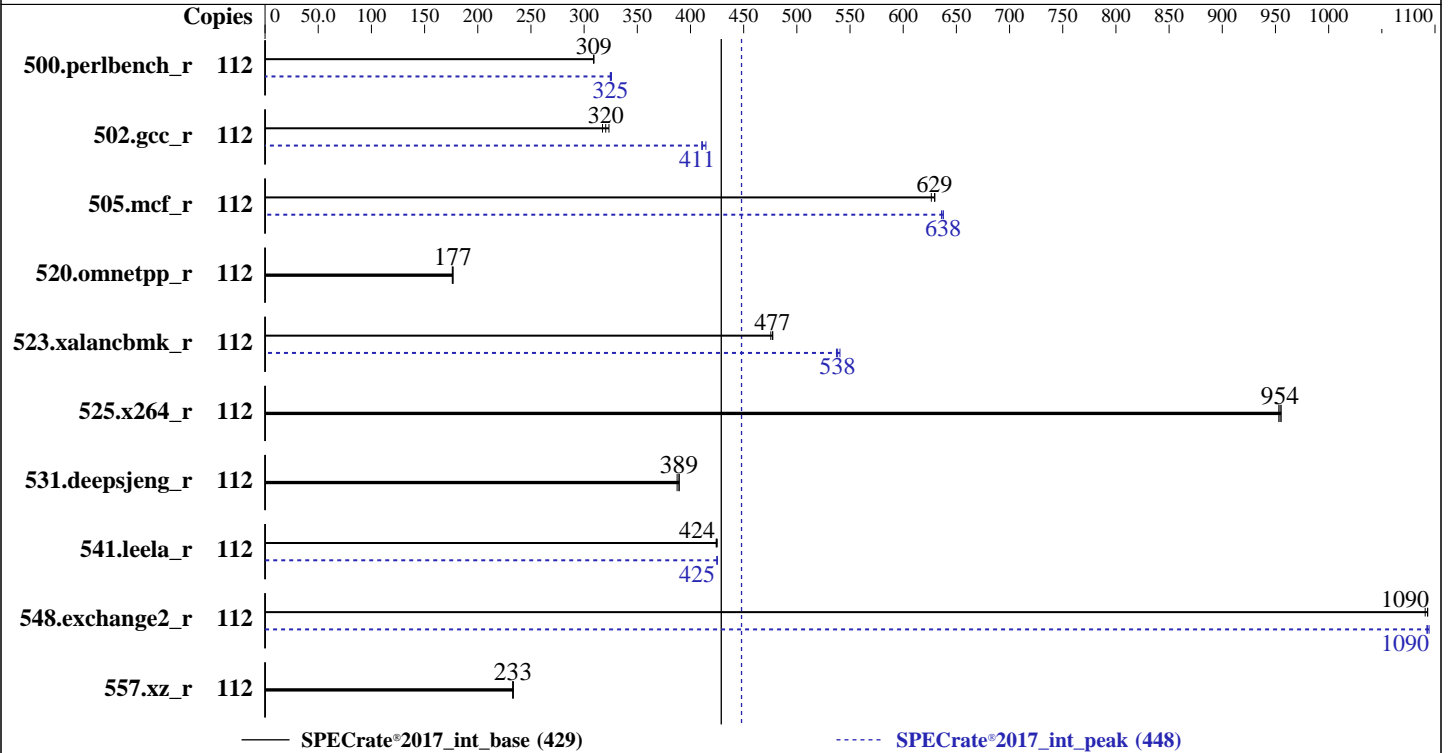 Copies 0 50.0 100 150 200 250 300 350 400 450 500 550 600 650 700 750 800 850 900 950 1000 1100
309
500.perlbench_r 112
325
320
502.gcc_r 112
411
629
505.mcf_r 112
638
177
520.omnetpp_r 112
477
523.xalancbmk_r 112
538
954
525.x264_r 112
389
531.deepsjeng_r 112
424
541.leela_r 112
425
1090
548.exchange2_r 112
1090
233
557.xz_r 112
SPECrate®2017_int_base (429) SPECrate®2017_int_peak (448)